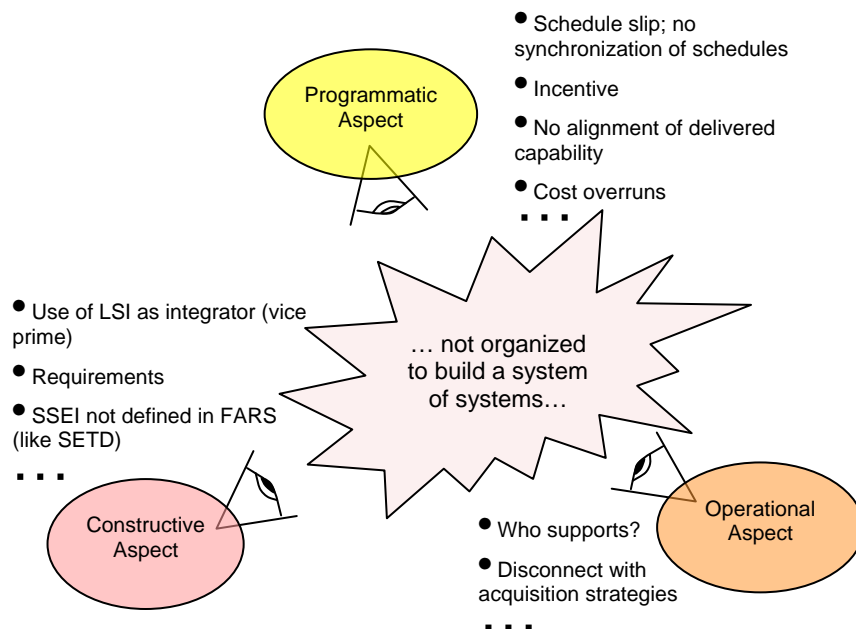 Programmatic
Aspect
● Schedule slip; no
synchronization of schedules
● Incentive
● No alignment of delivered
capability
● Cost overruns
...
● Use of LSI as integrator (vice
prime)
● Requirements
● SSEI not defined in FARS
(like SETD)
...
… not organized
to build a system
of systems…
Constructive
Aspect
● Who supports?
● Disconnect with
acquisition strategies
...
Operational
Aspect